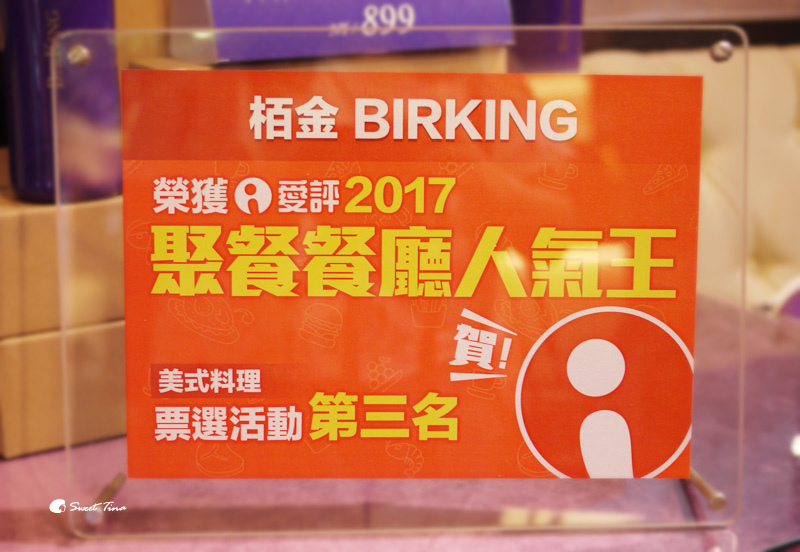 899
栢金 BIRKING
榮獲 i 愛評 2017
聚餐餐廳人氣王
賀!
美式料理
票選活動 第三名
Sweet Tina